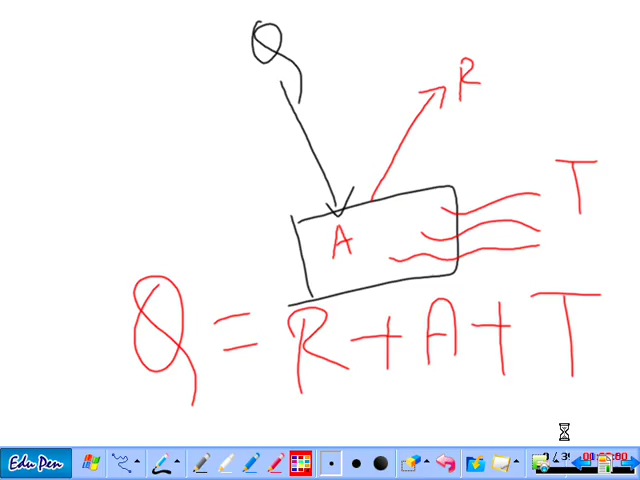 Q
R
T
A
Q = R + A + T
Edu Pen